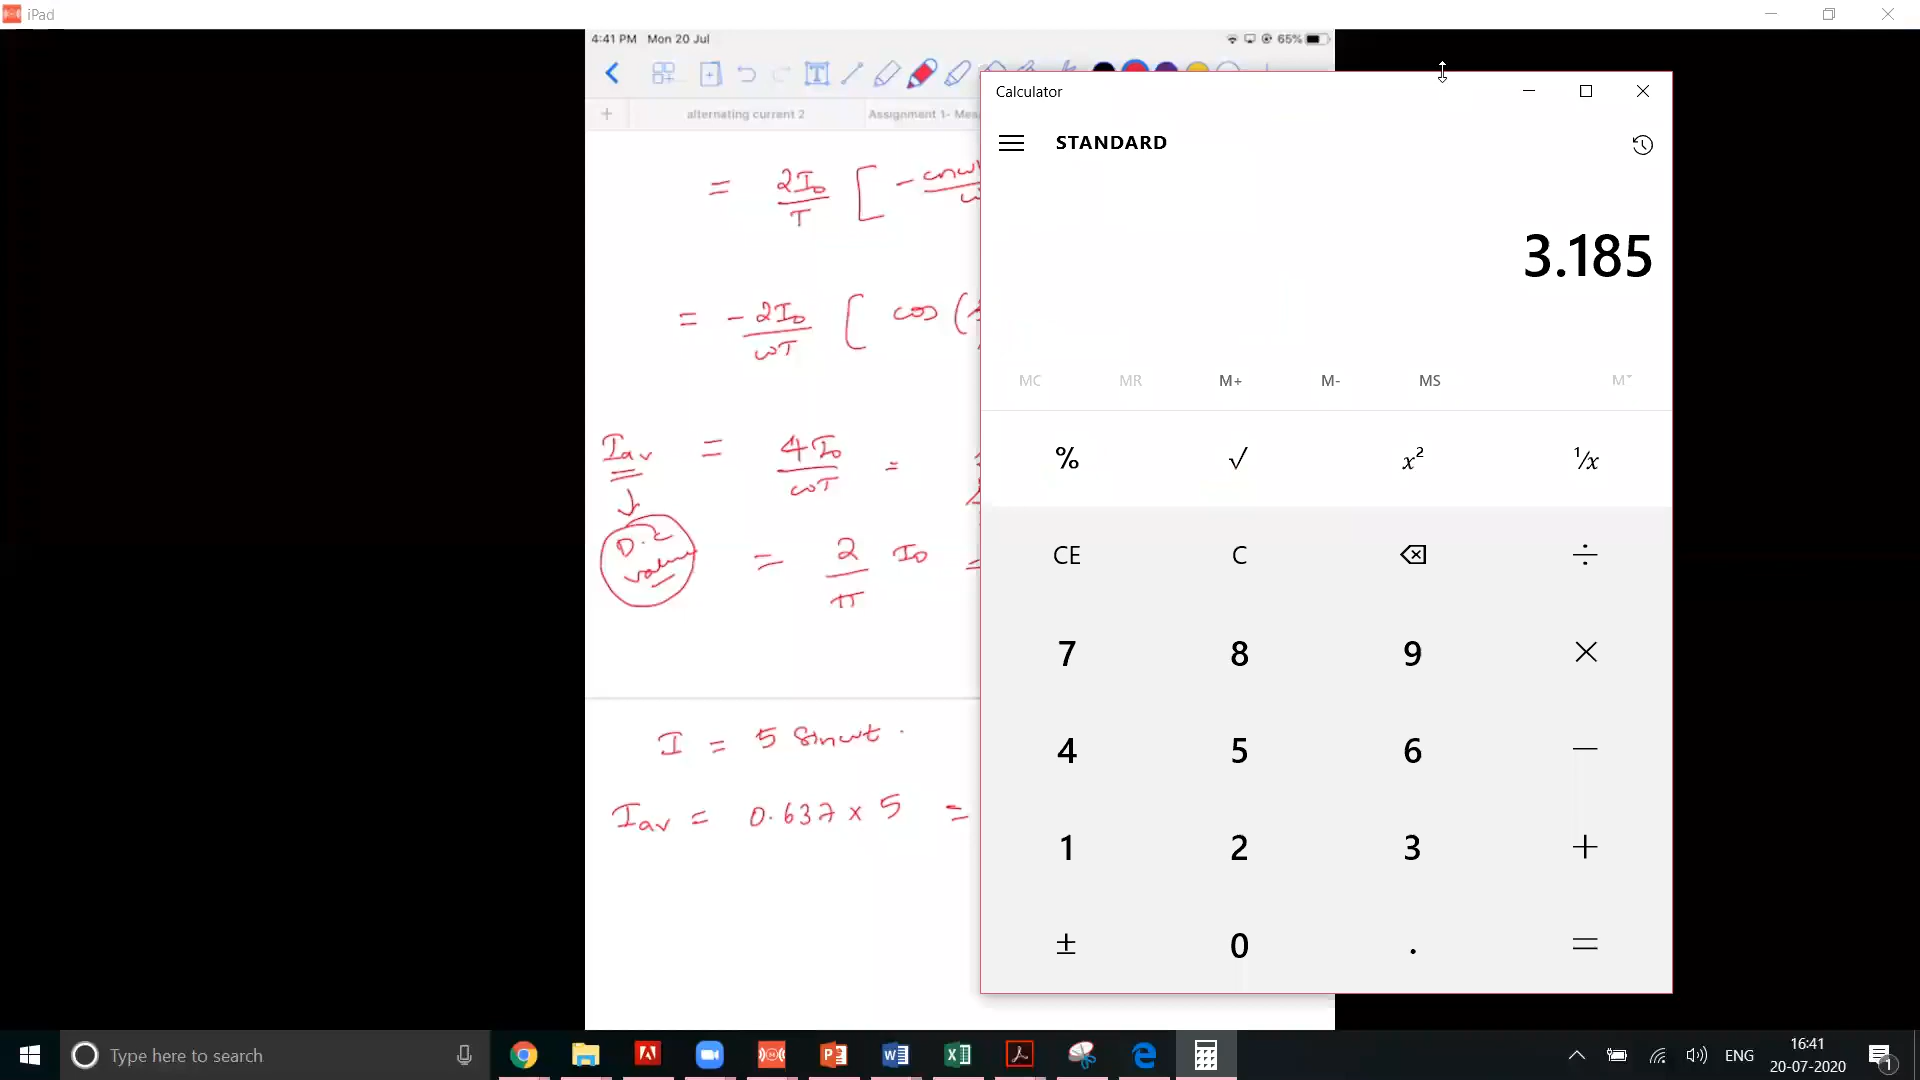 iPad
4:41 PM Mon 20 Jul
65%
alternating current 2
Assignment 1- Mea
= 2I₀/T [ - cosω
= - 2I₀/ωT [ cos (
Iav = 4I₀/ωT =
D.C
value
= 2/π I₀ =
I = 5 Sinωt .
Iav = 0.637 x 5 =
Calculator
STANDARD
3.185
MC MR M+ M- MS M˅
% √ x² ¹/x
CE C ÷
7 8 9 ×
4 5 6 −
1 2 3 +
± 0 . =
Type here to search
ENG
16:41
20-07-2020
1